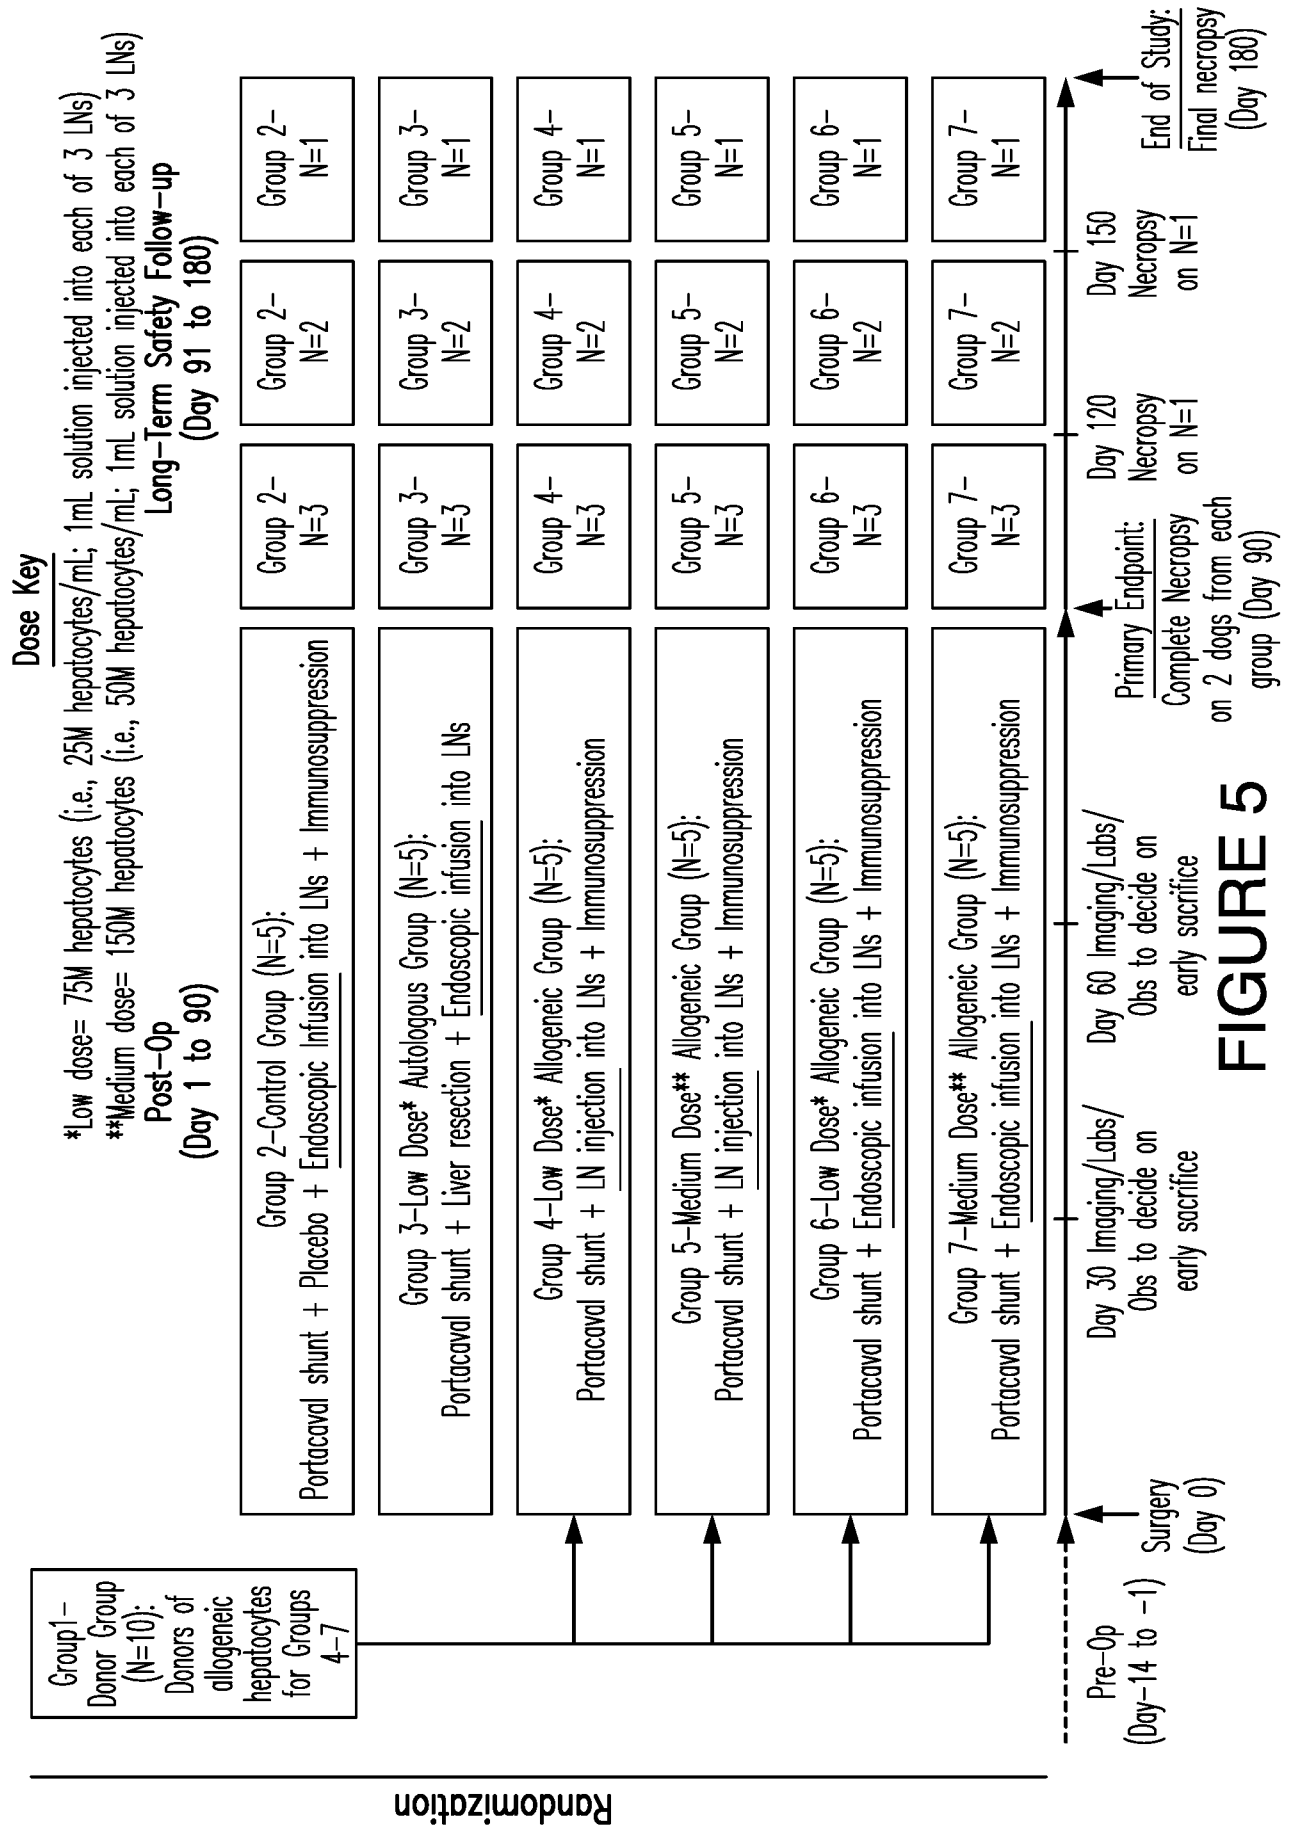 Dose Key
*Low dose= 75M hepatocytes (i.e., 25M hepatocytes/mL; 1mL solution injected into each of 3 LNs)
**Medium dose= 150M hepatocytes (i.e., 50M hepatocytes/mL; 1mL solution injected into each of 3 LNs)
Post-Op
(Day 1 to 90)
Long-Term Safety Follow-up
(Day 91 to 180)
Randomization
Group1-
Donor Group
(N=10):
Donors of
allogeneic
hepatocytes
for Groups
4-7
Group 2-Control Group (N=5):
Portacaval shunt + Placebo + Endoscopic Infusion into LNs + Immunosuppression
Group 2-
N=3
Group 2-
N=2
Group 2-
N=1
Group 3-Low Dose* Autologous Group (N=5):
Portacaval shunt + Liver resection + Endoscopic infusion into LNs
Group 3-
N=3
Group 3-
N=2
Group 3-
N=1
Group 4-Low Dose* Allogeneic Group (N=5):
Portacaval shunt + LN injection into LNs + Immunosuppression
Group 4-
N=3
Group 4-
N=2
Group 4-
N=1
Group 5-Medium Dose** Allogeneic Group (N=5):
Portacaval shunt + LN injection into LNs + Immunosuppression
Group 5-
N=3
Group 5-
N=2
Group 5-
N=1
Group 6-Low Dose* Allogeneic Group (N=5):
Portacaval shunt + Endoscopic infusion into LNs + Immunosuppression
Group 6-
N=3
Group 6-
N=2
Group 6-
N=1
Group 7-Medium Dose** Allogeneic Group (N=5):
Portacaval shunt + Endoscopic infusion into LNs + Immunosuppression
Group 7-
N=3
Group 7-
N=2
Group 7-
N=1
Pre-Op
(Day-14 to -1)
Surgery
(Day 0)
Day 30 Imaging/Labs/
Obs to decide on
early sacrifice
Day 60 Imaging/Labs/
Obs to decide on
early sacrifice
Primary Endpoint:
Complete Necropsy
on 2 dogs from each
group (Day 90)
Day 120
Necropsy
on N=1
Day 150
Necropsy
on N=1
End of Study:
Final necropsy
(Day 180)
FIGURE 5